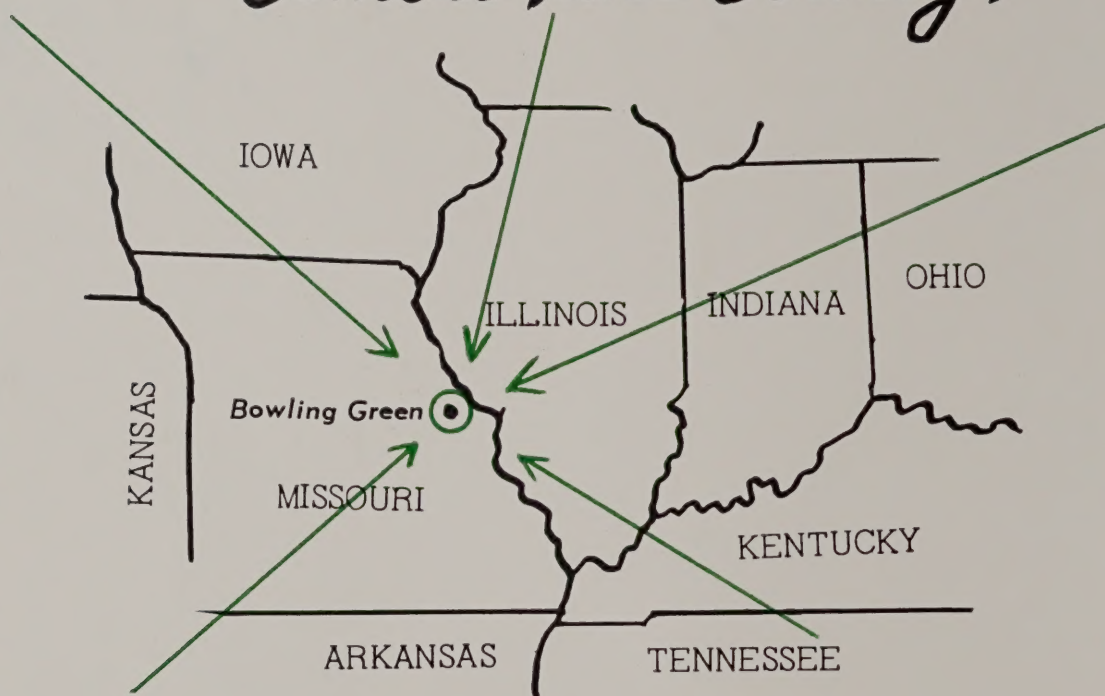 IOWA
ILLINOIS
INDIANA
OHIO
KANSAS
Bowling Green
MISSOURI
KENTUCKY
ARKANSAS
TENNESSEE